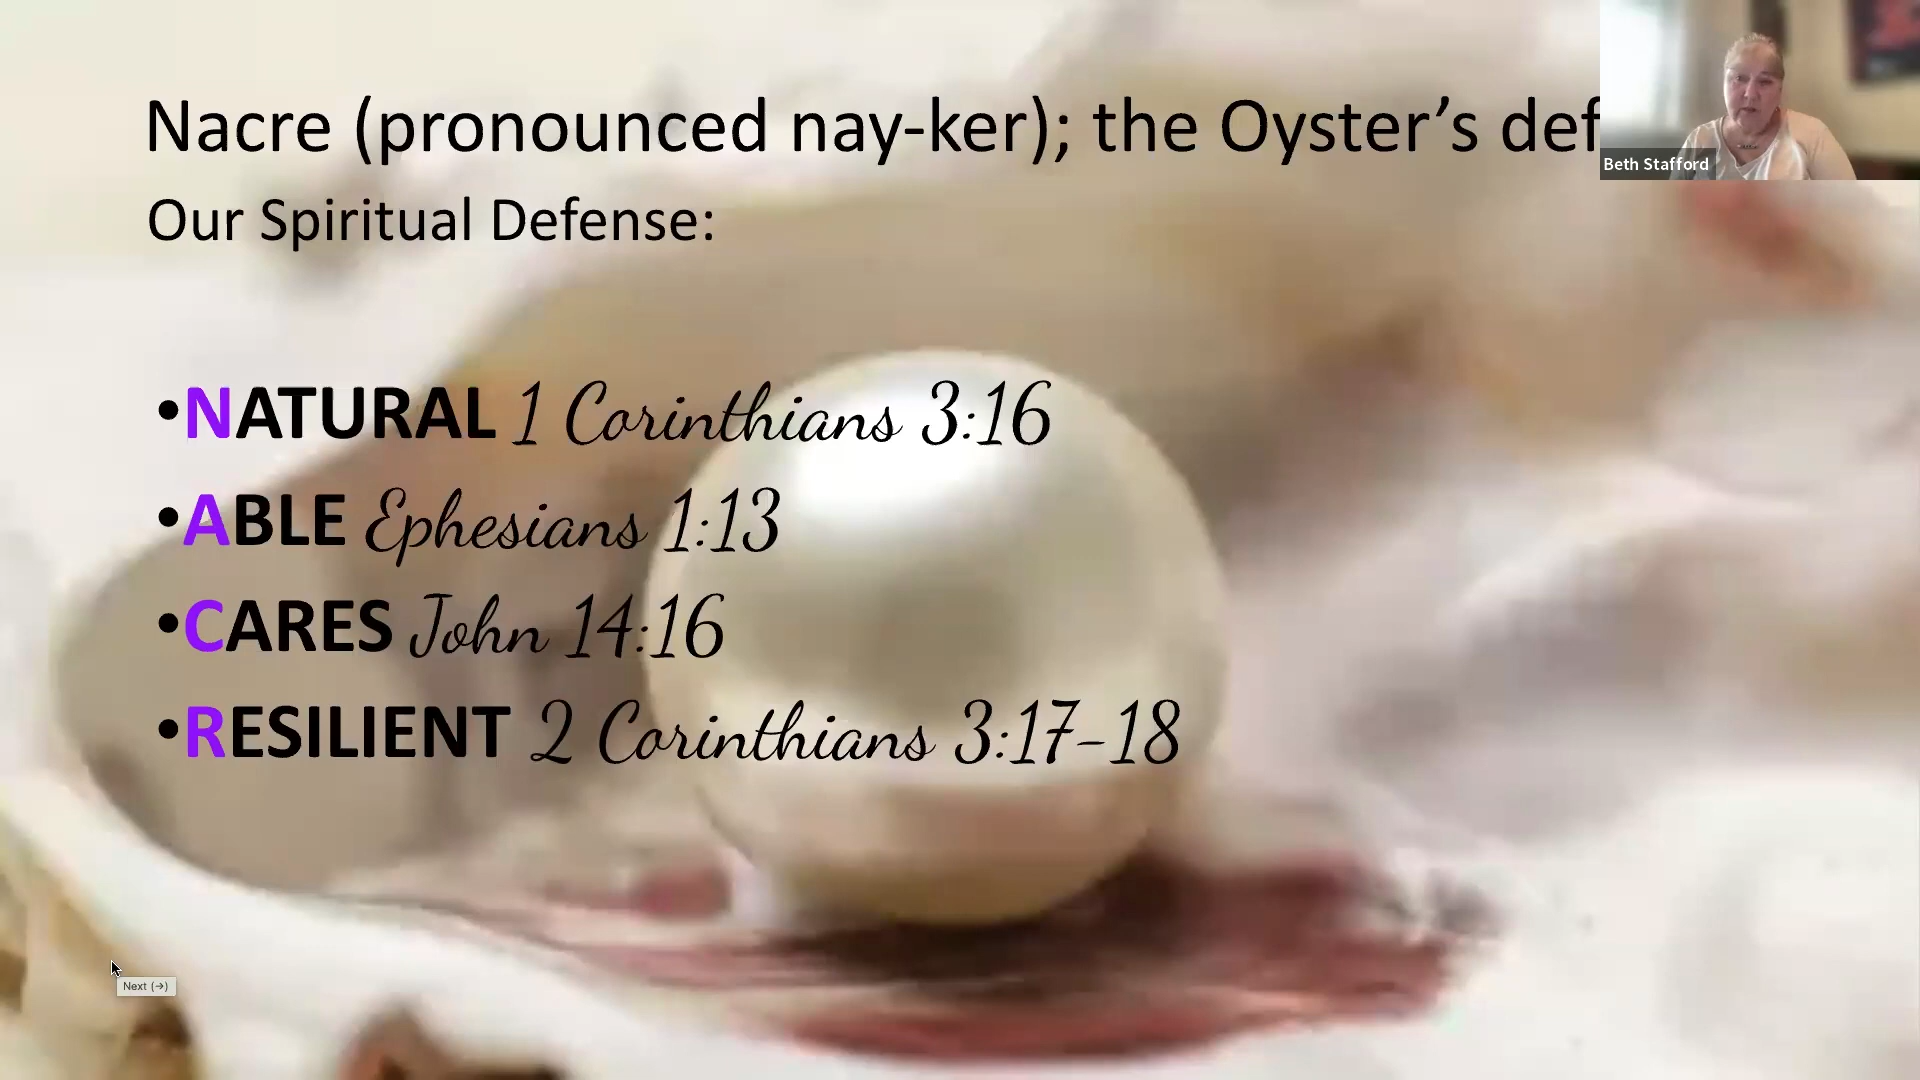 Nacre (pronounced nay-ker); the Oyster’s def
Beth Stafford
Our Spiritual Defense:
•NATURAL 1 Corinthians 3:16
•ABLE Ephesians 1:13
•CARES John 14:16
•RESILIENT 2 Corinthians 3:17-18
Next (→)